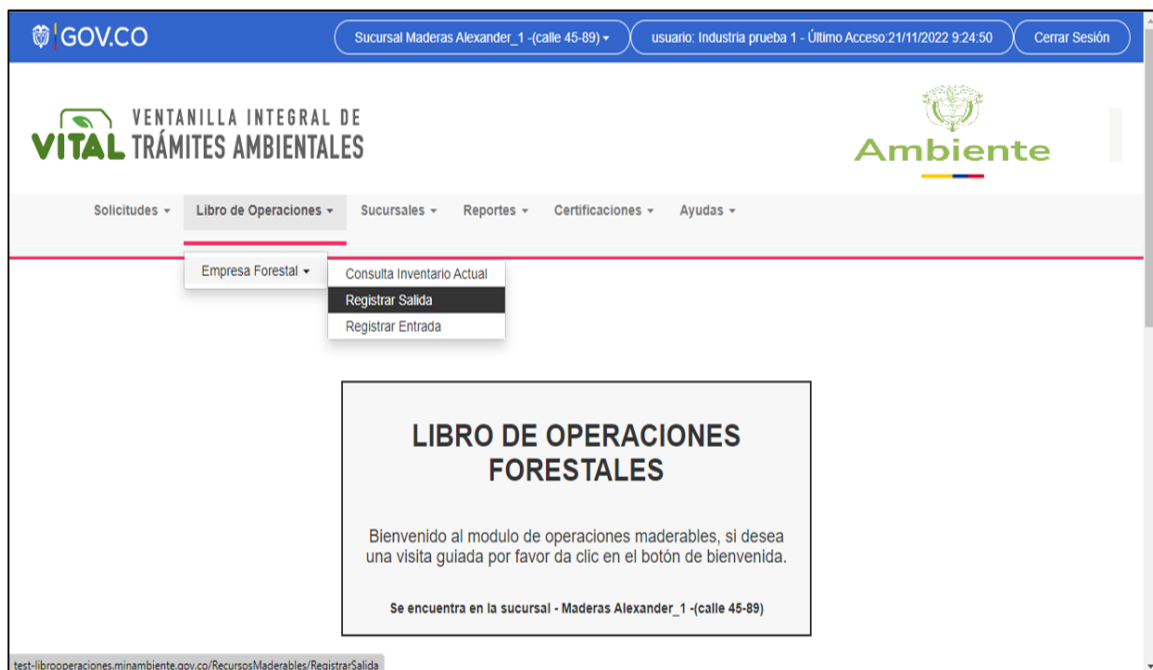 GOV.CO
Sucursal Maderas Alexander_1 -(calle 45-89)
usuario: Industria prueba 1 - Último Acceso:21/11/2022 9:24:50
Cerrar Sesión
VITAL
VENTANILLA INTEGRAL DE
TRÁMITES AMBIENTALES
Ambiente
Solicitudes
Libro de Operaciones
Sucursales
Reportes
Certificaciones
Ayudas
Empresa Forestal
Consulta Inventario Actual
Registrar Salida
Registrar Entrada
LIBRO DE OPERACIONES
FORESTALES
Bienvenido al modulo de operaciones maderables, si desea
una visita guiada por favor da clic en el botón de bienvenida.
Se encuentra en la sucursal - Maderas Alexander_1 -(calle 45-89)
test-librooperaciones.minambiente.gov.co/RecursosMaderables/RegistrarSalida